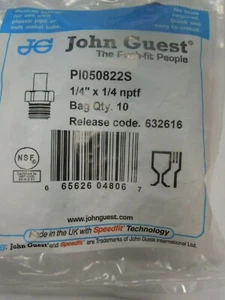 JG John Guest®
The Push-fit People
PI050822S
1/4" x 1/4 nptf
Bag Qty. 10
Release code: 632616
NSF®
0 65626 04806 7
www.johnguest.com
Made in the UK with Speedfit® Technology
JG, John Guest® and Speedfit® are Trademarks of John Guest International Ltd.